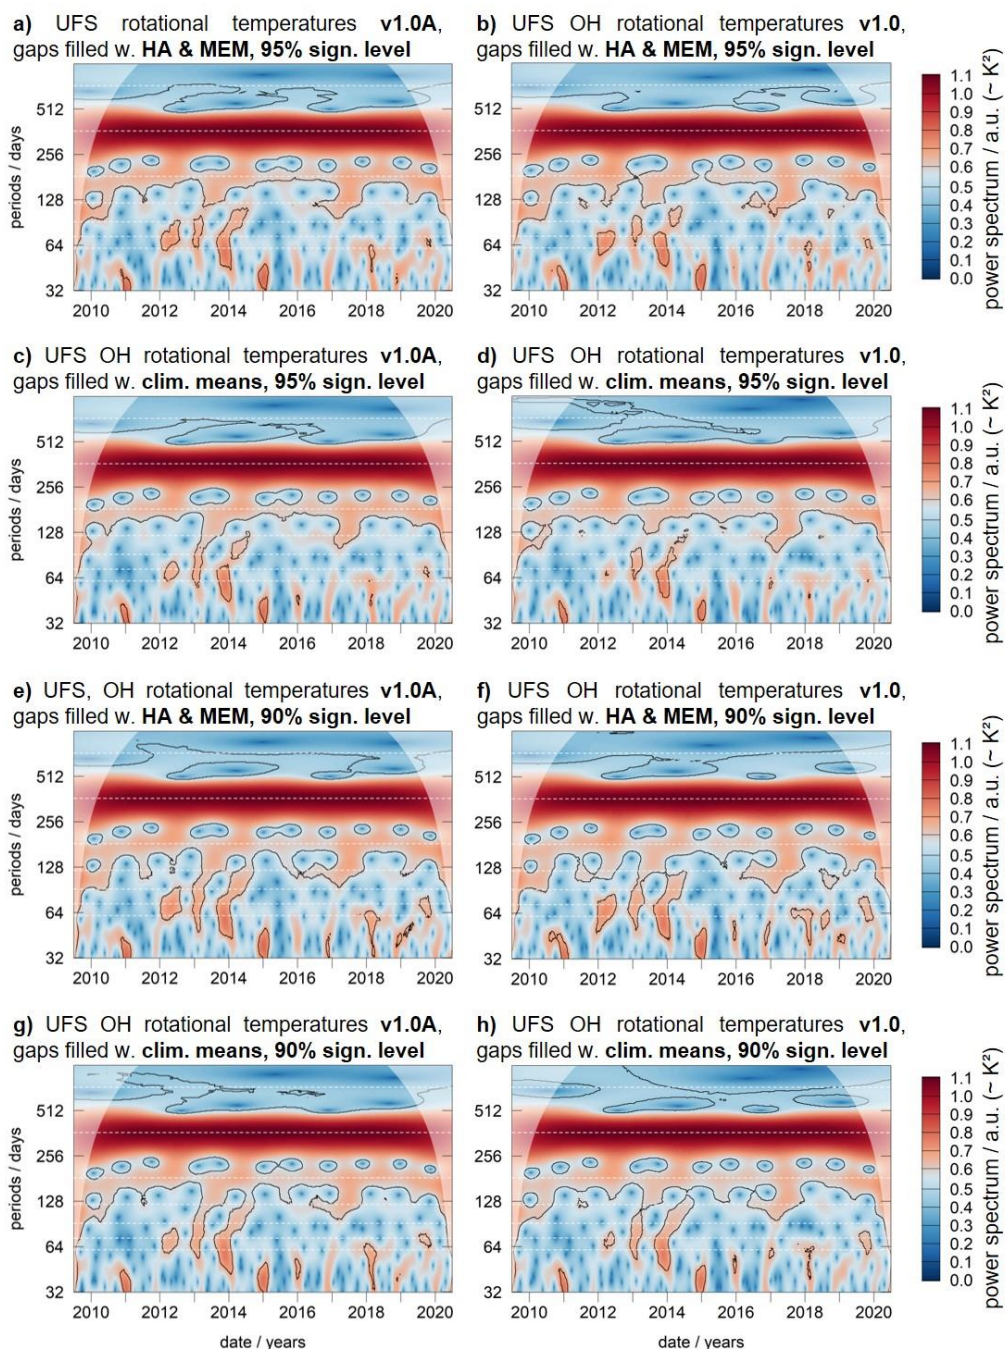 a) UFS rotational temperatures v1.0A,
gaps filled w. HA & MEM, 95% sign. level
b) UFS OH rotational temperatures v1.0,
gaps filled w. HA & MEM, 95% sign. level
periods / days
512
256
128
64
32
2010 2012 2014 2016 2018 2020
2010 2012 2014 2016 2018 2020
1.1
1.0
0.9
0.8
0.7
0.6
0.5
0.4
0.3
0.2
0.1
0.0
power spectrum / a.u. (~ K²)
c) UFS OH rotational temperatures v1.0A,
gaps filled w. clim. means, 95% sign. level
d) UFS OH rotational temperatures v1.0,
gaps filled w. clim. means, 95% sign. level
periods / days
512
256
128
64
32
2010 2012 2014 2016 2018 2020
2010 2012 2014 2016 2018 2020
1.1
1.0
0.9
0.8
0.7
0.6
0.5
0.4
0.3
0.2
0.1
0.0
power spectrum / a.u. (~ K²)
e) UFS, OH rotational temperatures v1.0A,
gaps filled w. HA & MEM, 90% sign. level
f) UFS OH rotational temperatures v1.0,
gaps filled w. HA & MEM, 90% sign. level
periods / days
512
256
128
64
32
2010 2012 2014 2016 2018 2020
2010 2012 2014 2016 2018 2020
1.1
1.0
0.9
0.8
0.7
0.6
0.5
0.4
0.3
0.2
0.1
0.0
power spectrum / a.u. (~ K²)
g) UFS OH rotational temperatures v1.0A,
gaps filled w. clim. means, 90% sign. level
h) UFS OH rotational temperatures v1.0,
gaps filled w. clim. means, 90% sign. level
periods / days
512
256
128
64
32
2010 2012 2014 2016 2018 2020
date / years
2010 2012 2014 2016 2018 2020
date / years
1.1
1.0
0.9
0.8
0.7
0.6
0.5
0.4
0.3
0.2
0.1
0.0
power spectrum / a.u. (~ K²)